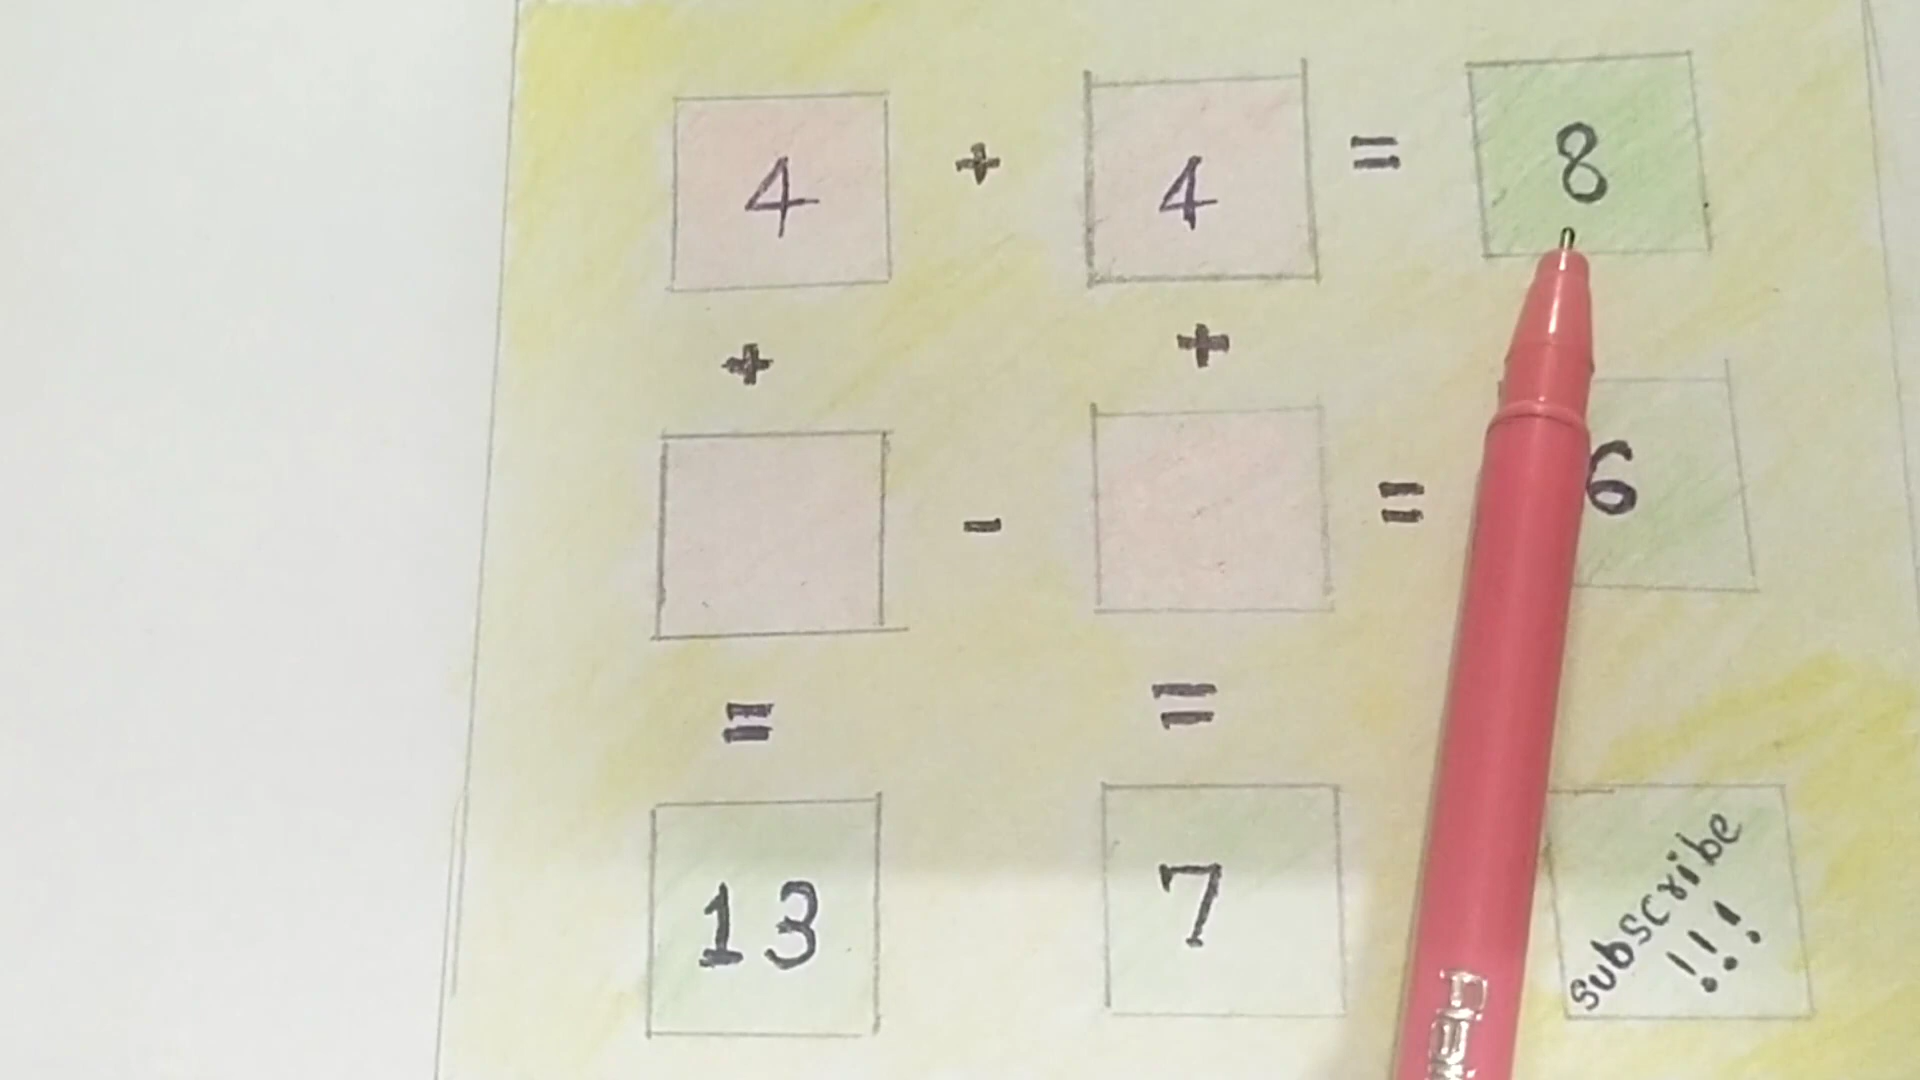 4 + 4 = 8
+ +
- = 6
= =
13 7
subscribe
!!!